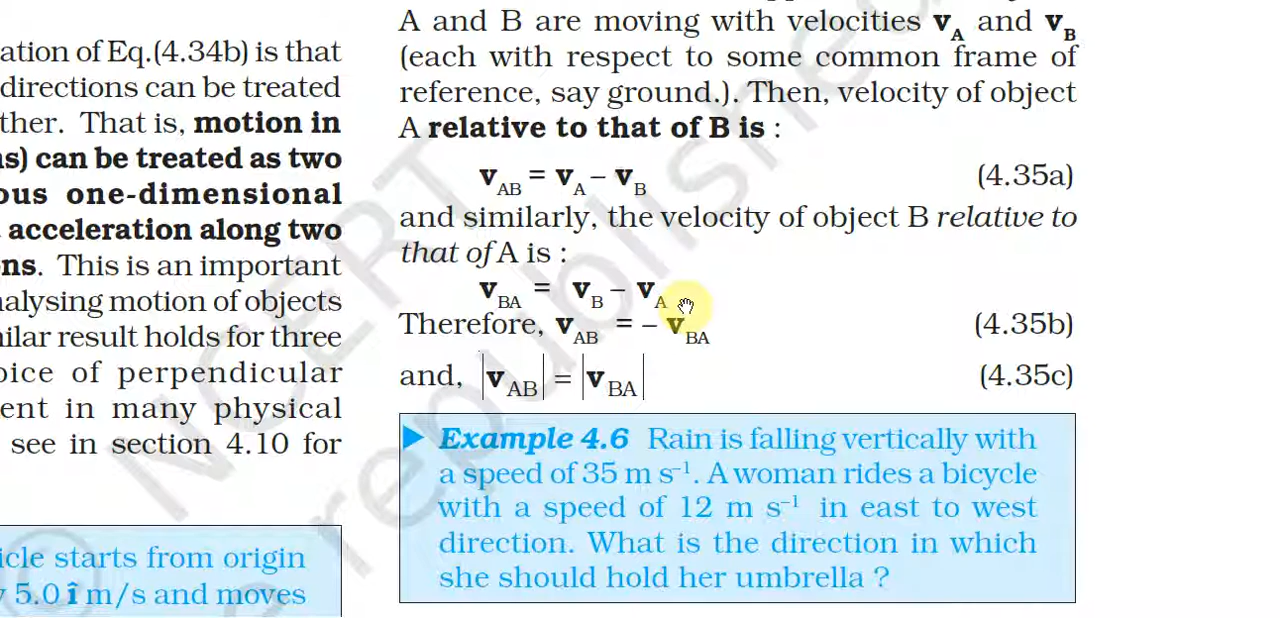 ation of Eq.(4.34b) is that
directions can be treated
ther. That is, motion in
s) can be treated as two
ous one-dimensional
acceleration along two
ns. This is an important
nalysing motion of objects
ilar result holds for three
oice of perpendicular
ent in many physical
see in section 4.10 for
icle starts from origin
5.0 î m/s and moves
A and B are moving with velocities vA and vB
(each with respect to some common frame of
reference, say ground.). Then, velocity of object
A relative to that of B is :
vAB = vA – vB (4.35a)
and similarly, the velocity of object B relative to
that of A is :
vBA = vB – vA
Therefore, vAB = – vBA (4.35b)
and, |vAB| = |vBA| (4.35c)
Example 4.6 Rain is falling vertically with
a speed of 35 m s⁻¹. A woman rides a bicycle
with a speed of 12 m s⁻¹ in east to west
direction. What is the direction in which
she should hold her umbrella ?
© NCERT
republished